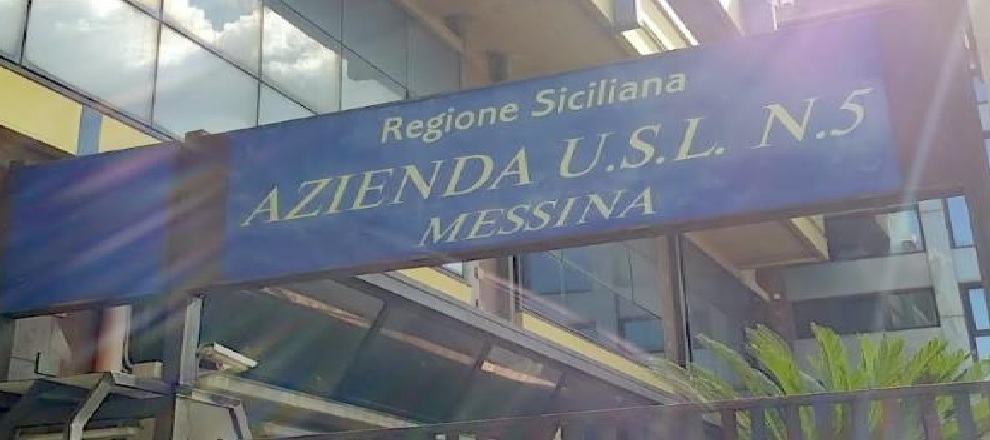 Regione Siciliana
AZIENDA U.S.L. N.5
MESSINA